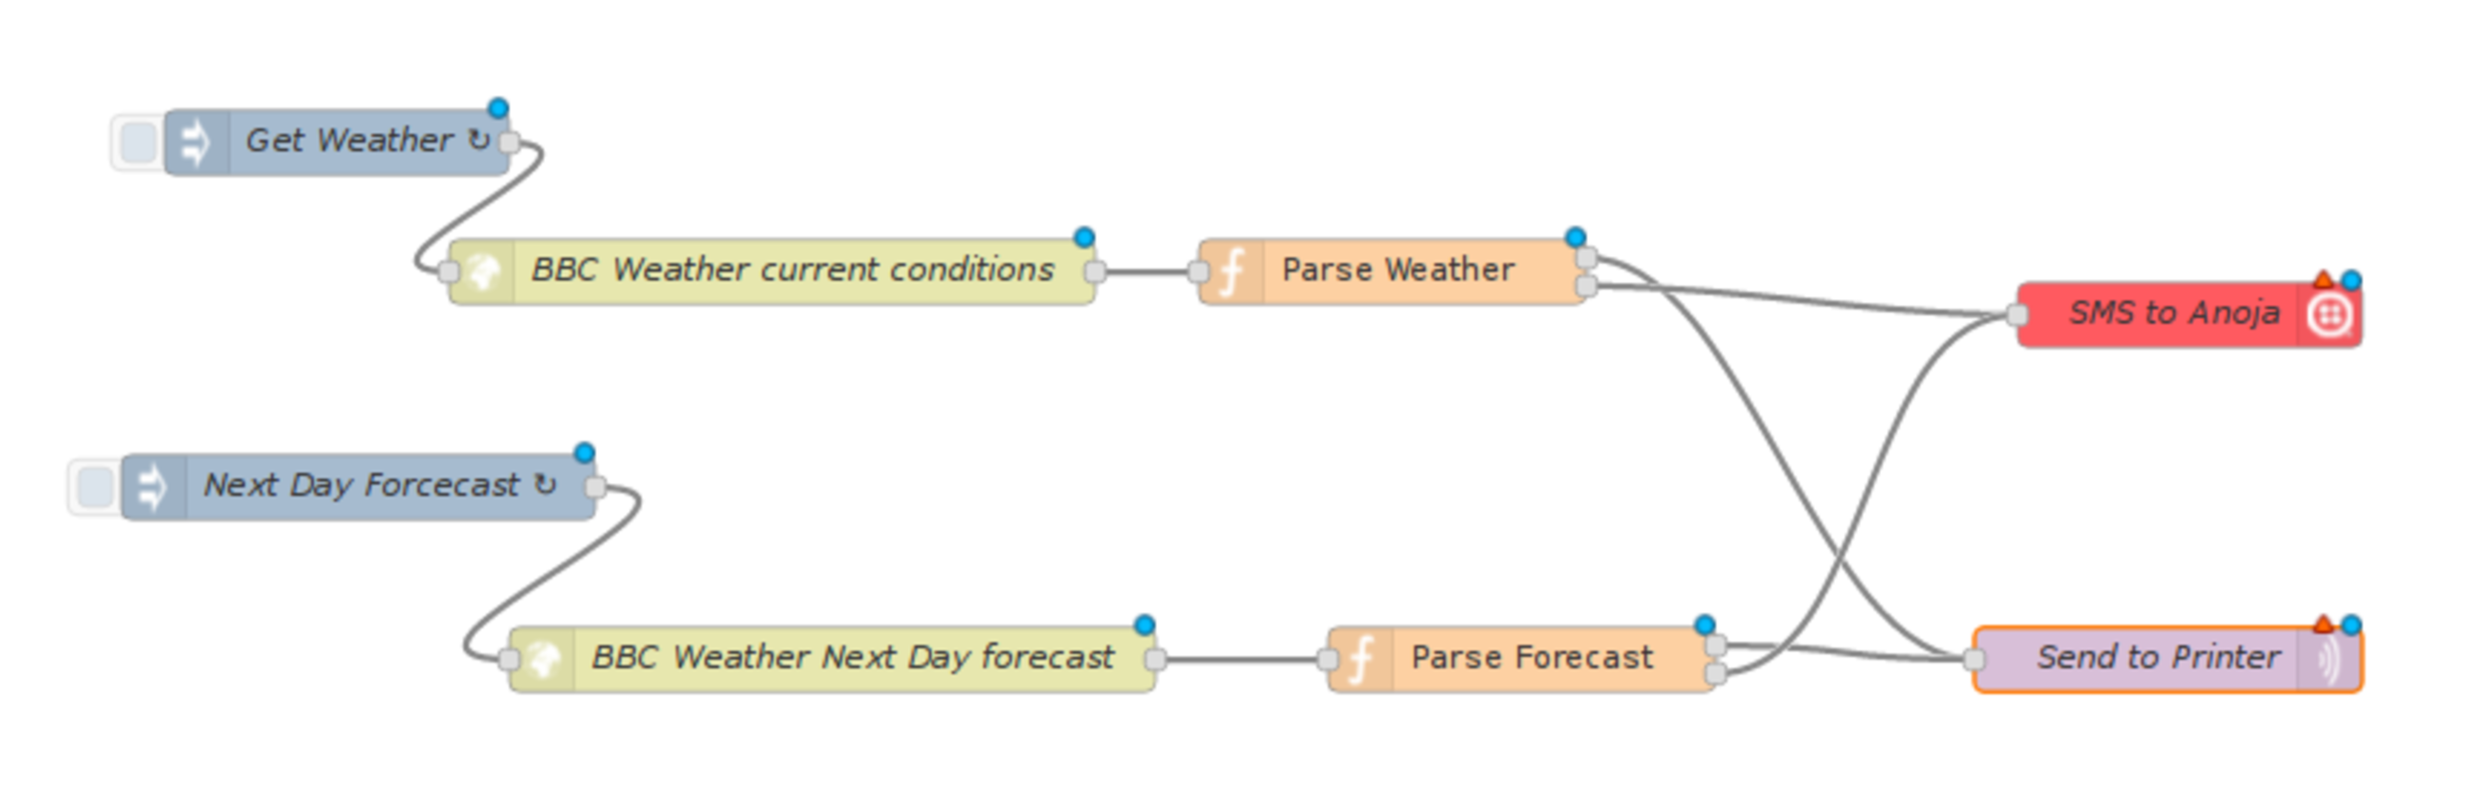 Get Weather ↻
BBC Weather current conditions
Parse Weather
SMS to Anoja
Next Day Forcecast ↻
BBC Weather Next Day forecast
Parse Forecast
Send to Printer